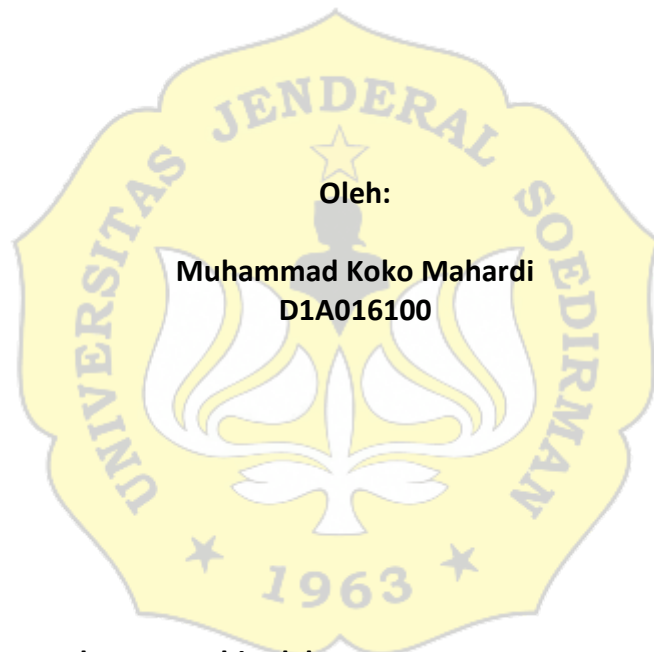 UNIVERSITAS JENDERAL SOEDIRMAN
Oleh:
Muhammad Koko Mahardi
D1A016100
1963